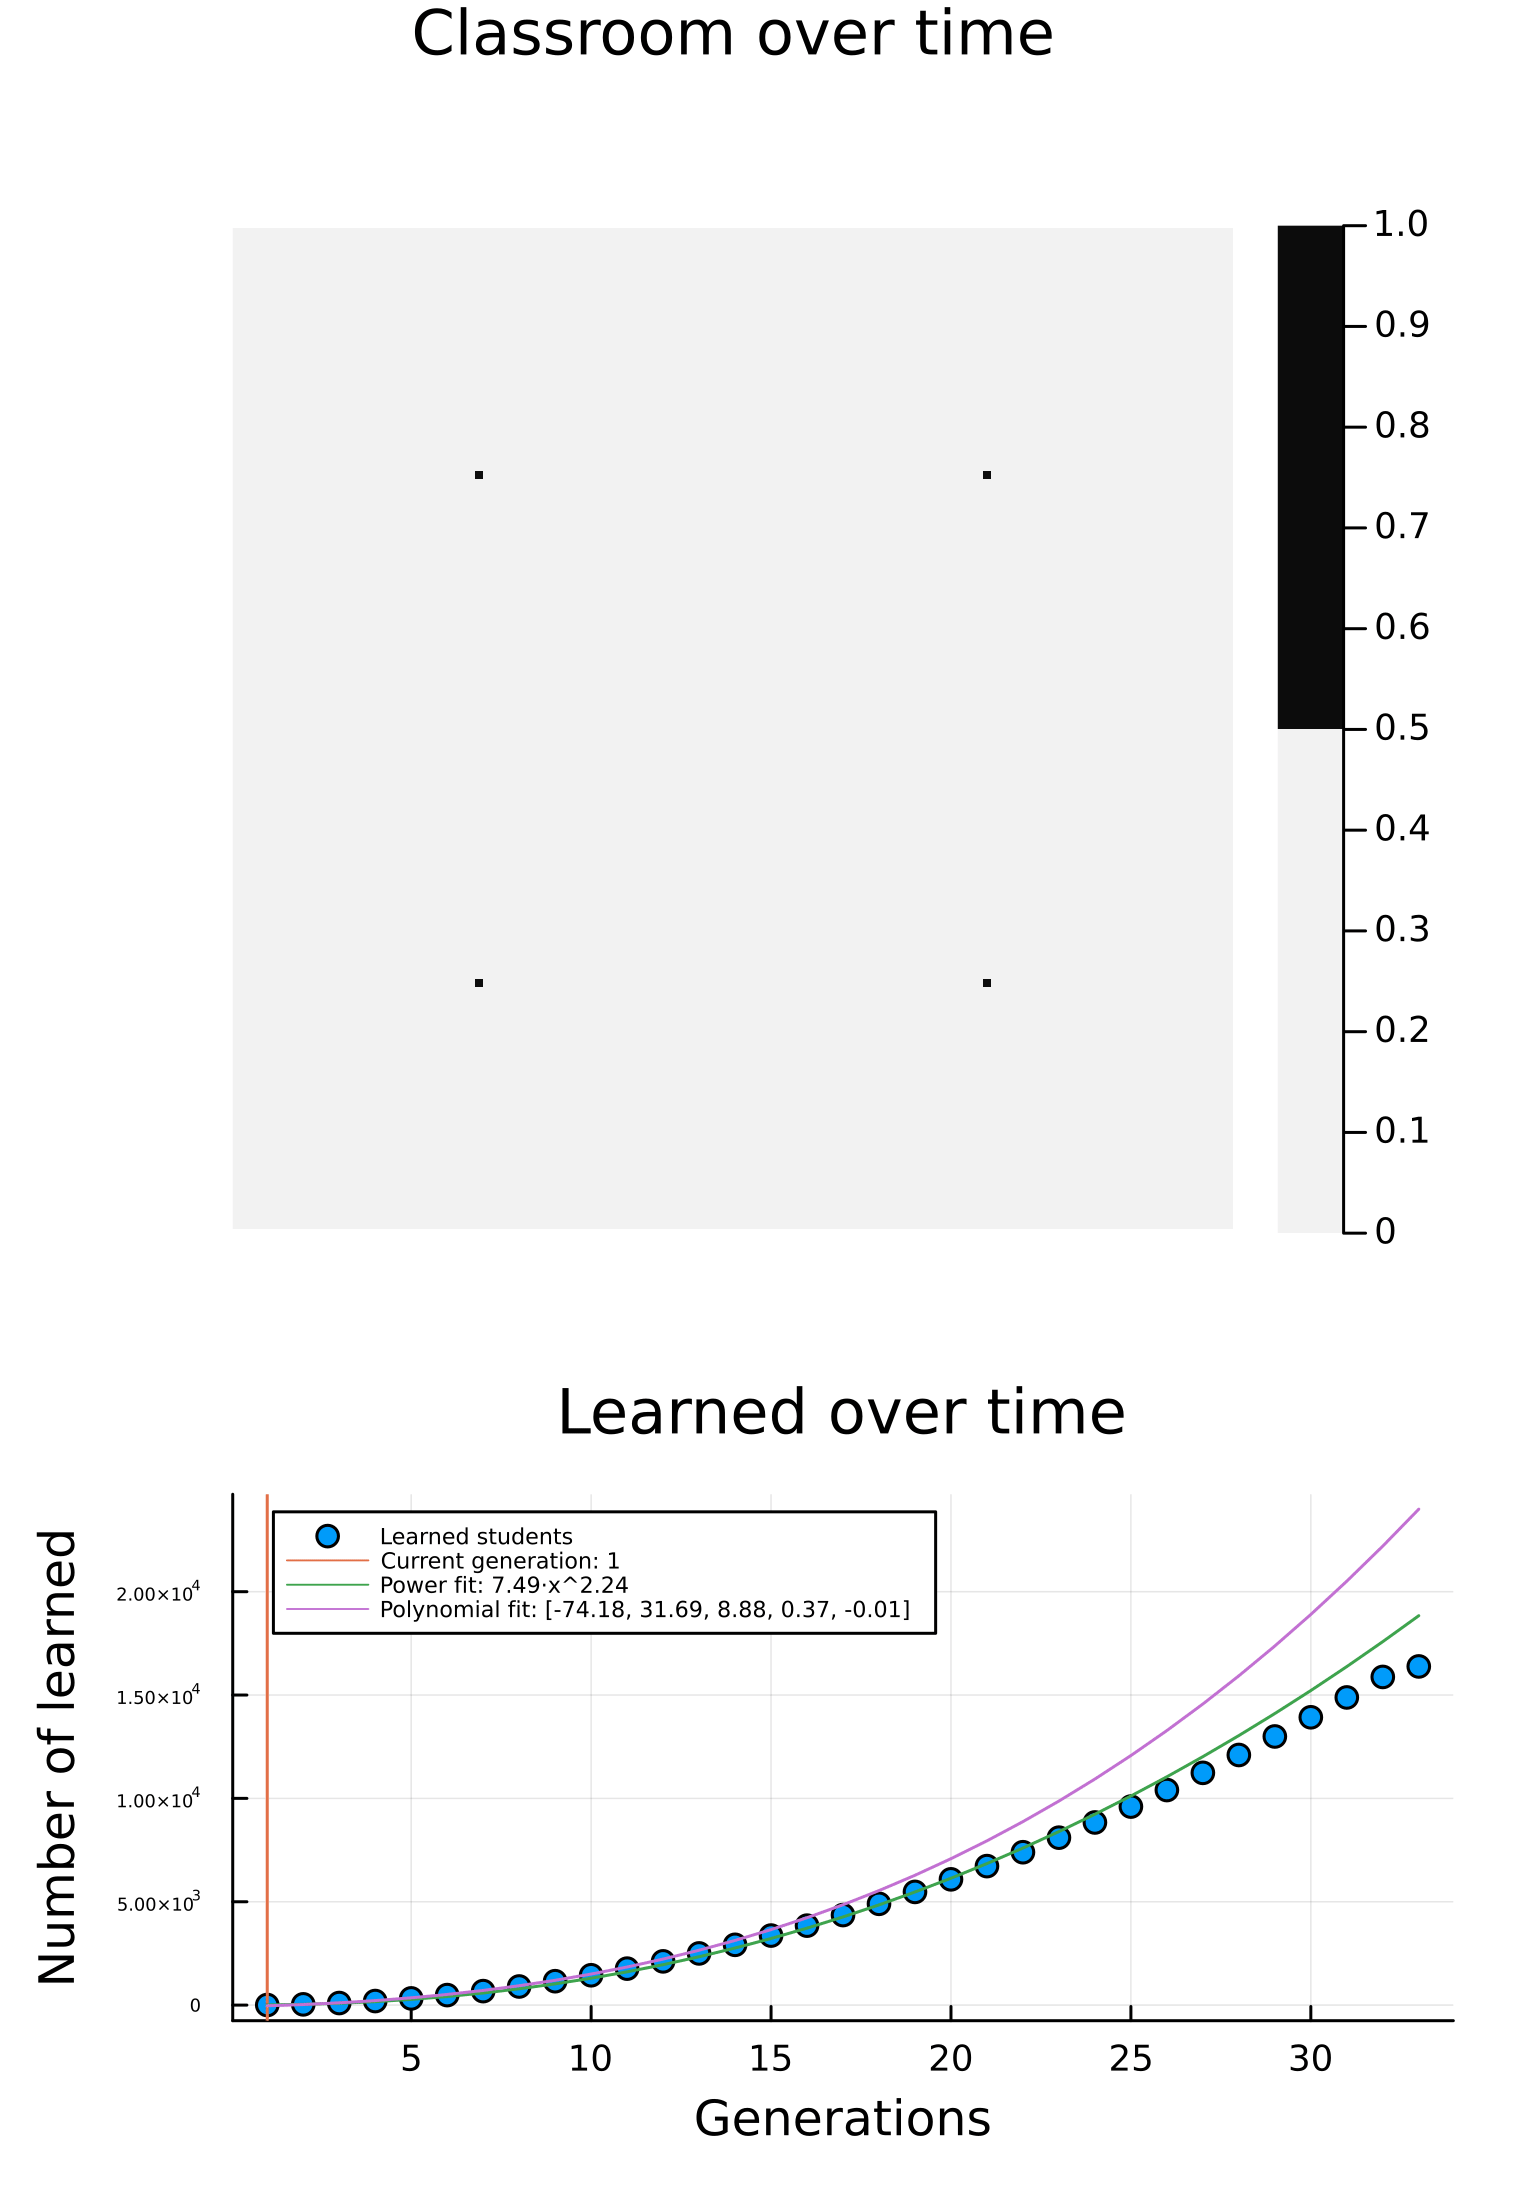 Classroom over time
1.0
0.9
0.8
0.7
0.6
0.5
0.4
0.3
0.2
0.1
0
Learned over time
Number of learned
2.00×10⁴
1.50×10⁴
1.00×10⁴
5.00×10³
0
Learned students
Current generation: 1
Power fit: 7.49·x^2.24
Polynomial fit: [-74.18, 31.69, 8.88, 0.37, -0.01]
5 10 15 20 25 30
Generations